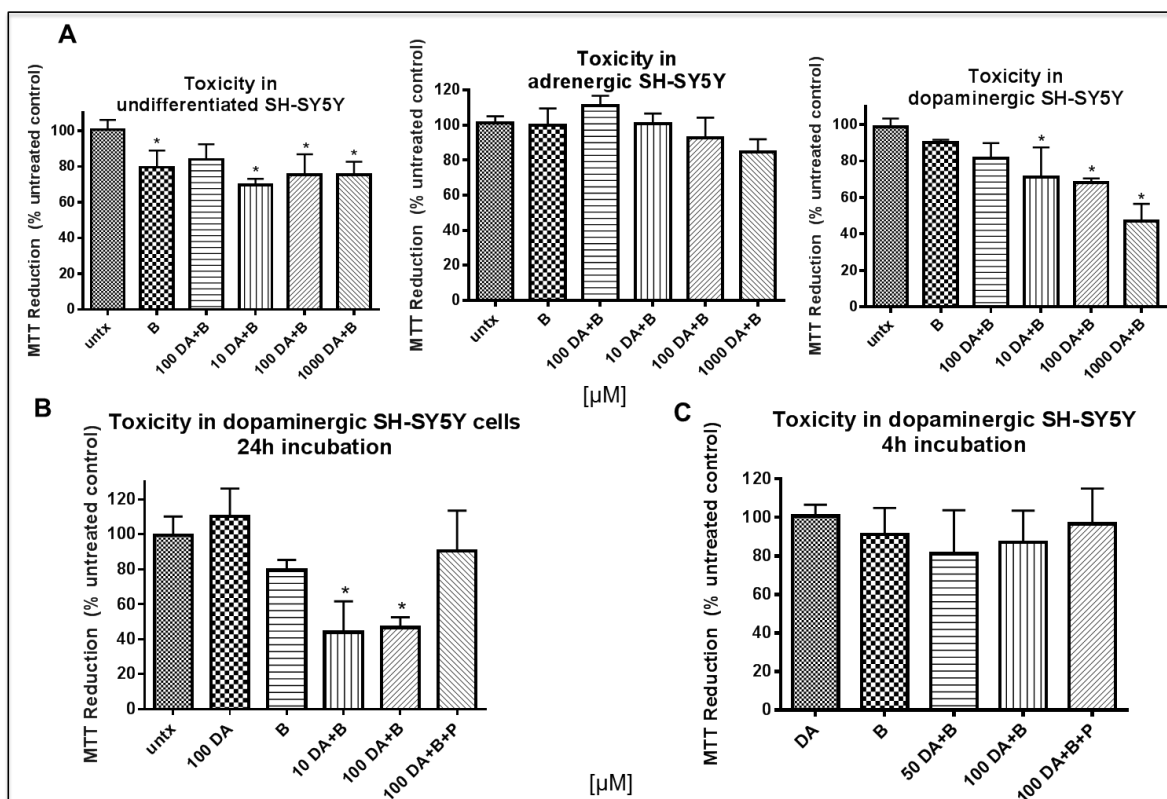 A
Toxicity in
undifferentiated SH-SY5Y
MTT Reduction (% untreated control)
100
80
60
40
20
0
*
*
*
*
untx
B
100 DA+B
10 DA+B
100 DA+B
1000 DA+B
Toxicity in
adrenergic SH-SY5Y
MTT Reduction (% untreated control)
120
100
80
60
40
20
0
untx
B
100 DA+B
10 DA+B
100 DA+B
1000 DA+B
Toxicity in
dopaminergic SH-SY5Y
MTT Reduction (% untreated control)
100
80
60
40
20
0
*
*
*
untx
B
100 DA+B
10 DA+B
100 DA+B
1000 DA+B
[µM]
B
Toxicity in dopaminergic SH-SY5Y cells
24h incubation
MTT Reduction (% untreated control)
120
100
80
60
40
20
0
*
*
untx
100 DA
B
10 DA+B
100 DA+B
100 DA+B+P
[µM]
C
Toxicity in dopaminergic SH-SY5Y
4h incubation
MTT Reduction (% untreated control)
120
100
80
60
40
20
0
DA
B
50 DA+B
100 DA+B
100 DA+B+P